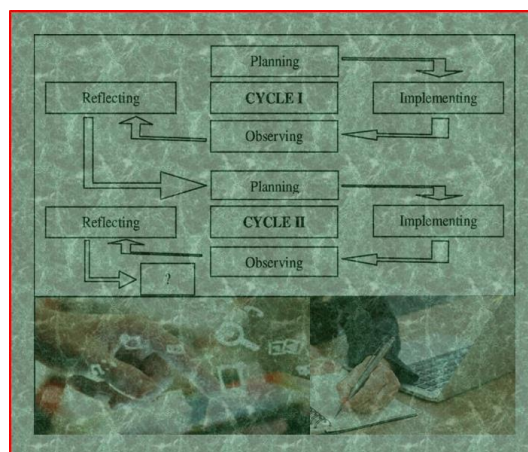 Planning
Reflecting
CYCLE I
Implementing
Observing
Planning
Reflecting
CYCLE II
Implementing
Observing
?